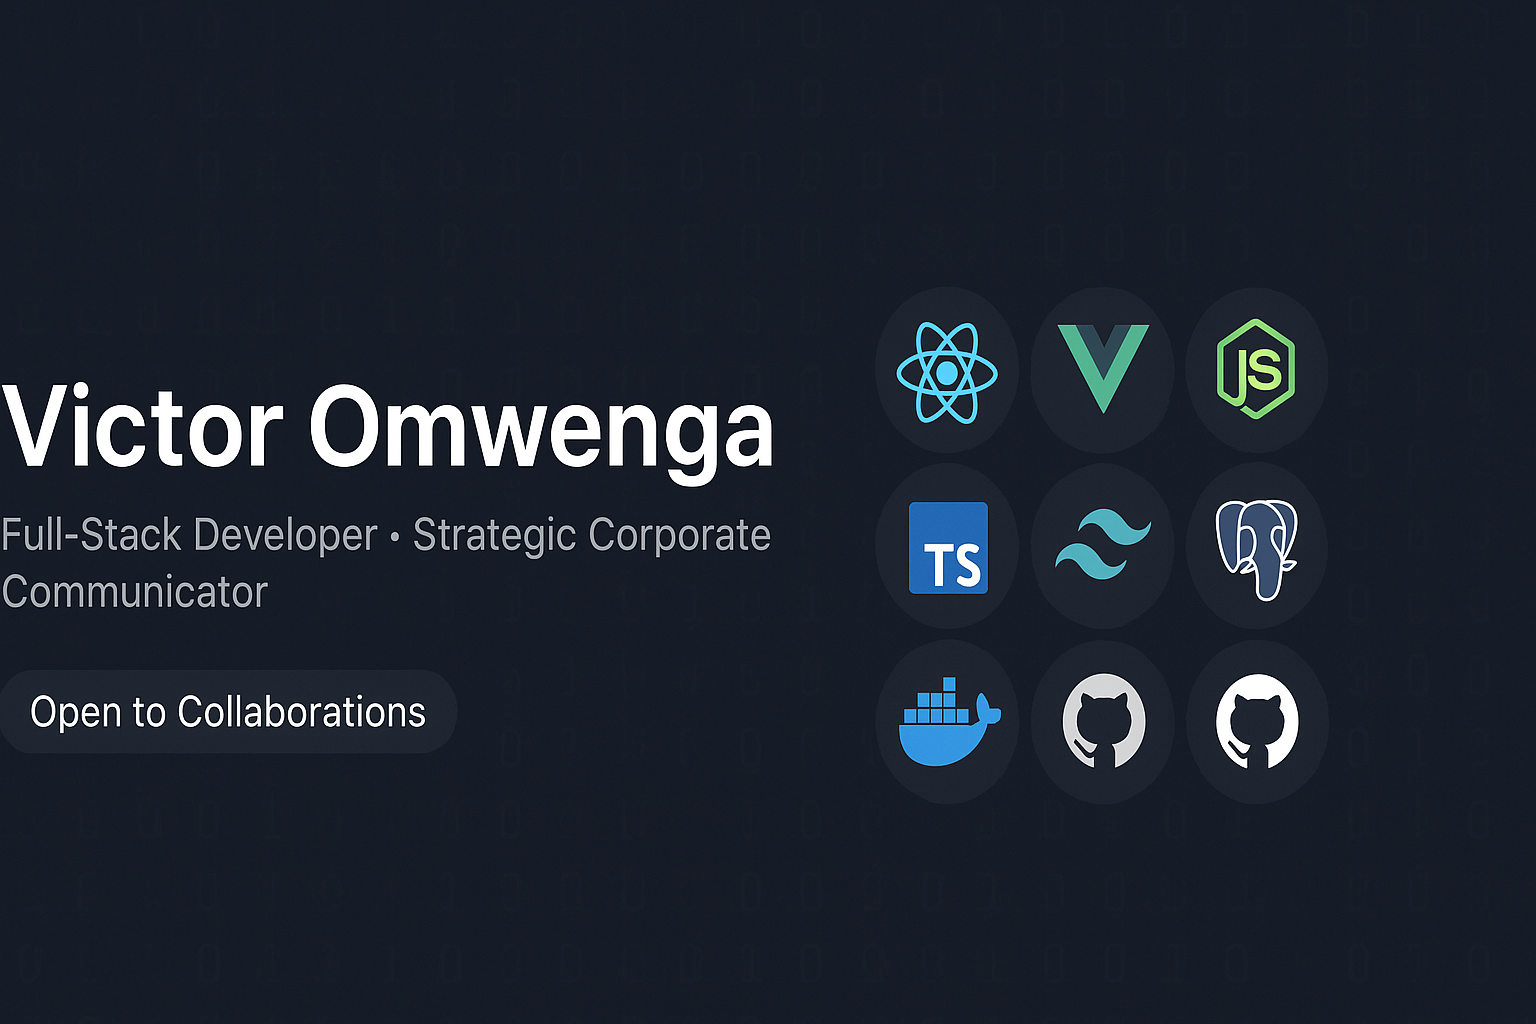 Victor Omwenga
Full-Stack Developer • Strategic Corporate
Communicator
Open to Collaborations
JS
TS